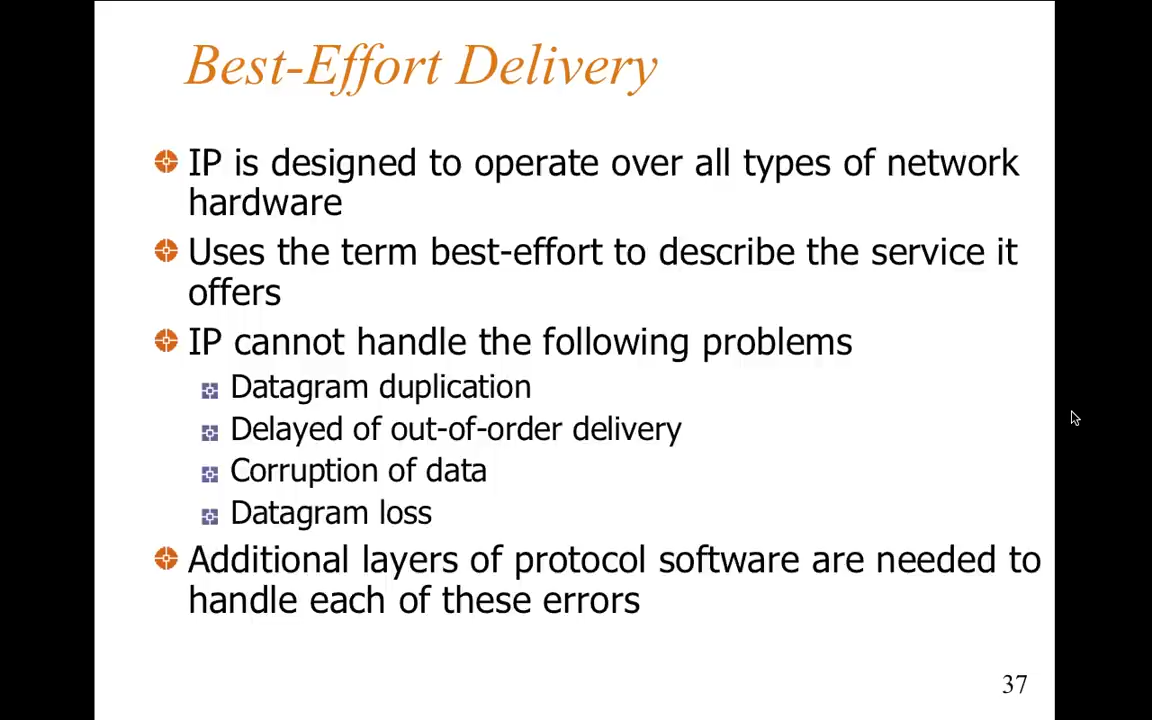 Best-Effort Delivery
IP is designed to operate over all types of network
hardware
Uses the term best-effort to describe the service it
offers
IP cannot handle the following problems
Datagram duplication
Delayed of out-of-order delivery
Corruption of data
Datagram loss
Additional layers of protocol software are needed to
handle each of these errors
37